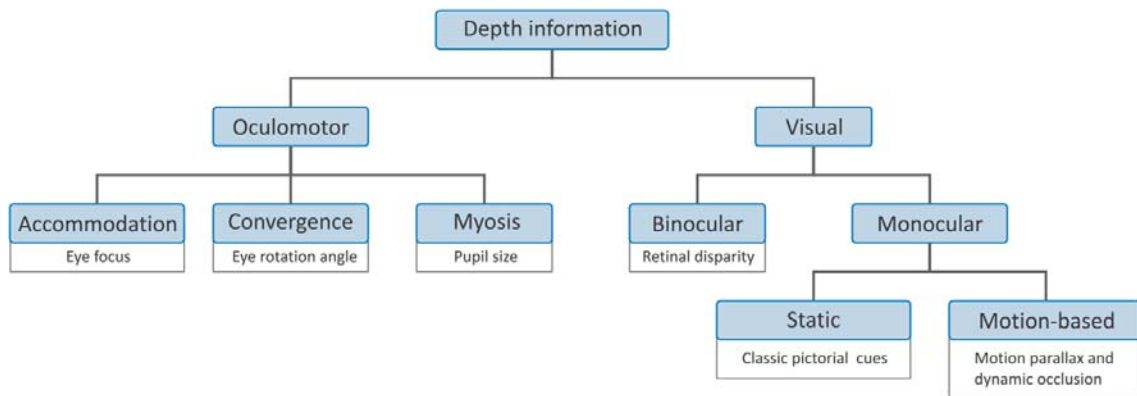 Depth information
Oculomotor
Visual
Accommodation
Eye focus
Convergence
Eye rotation angle
Myosis
Pupil size
Binocular
Retinal disparity
Monocular
Static
Classic pictorial cues
Motion-based
Motion parallax and
dynamic occlusion